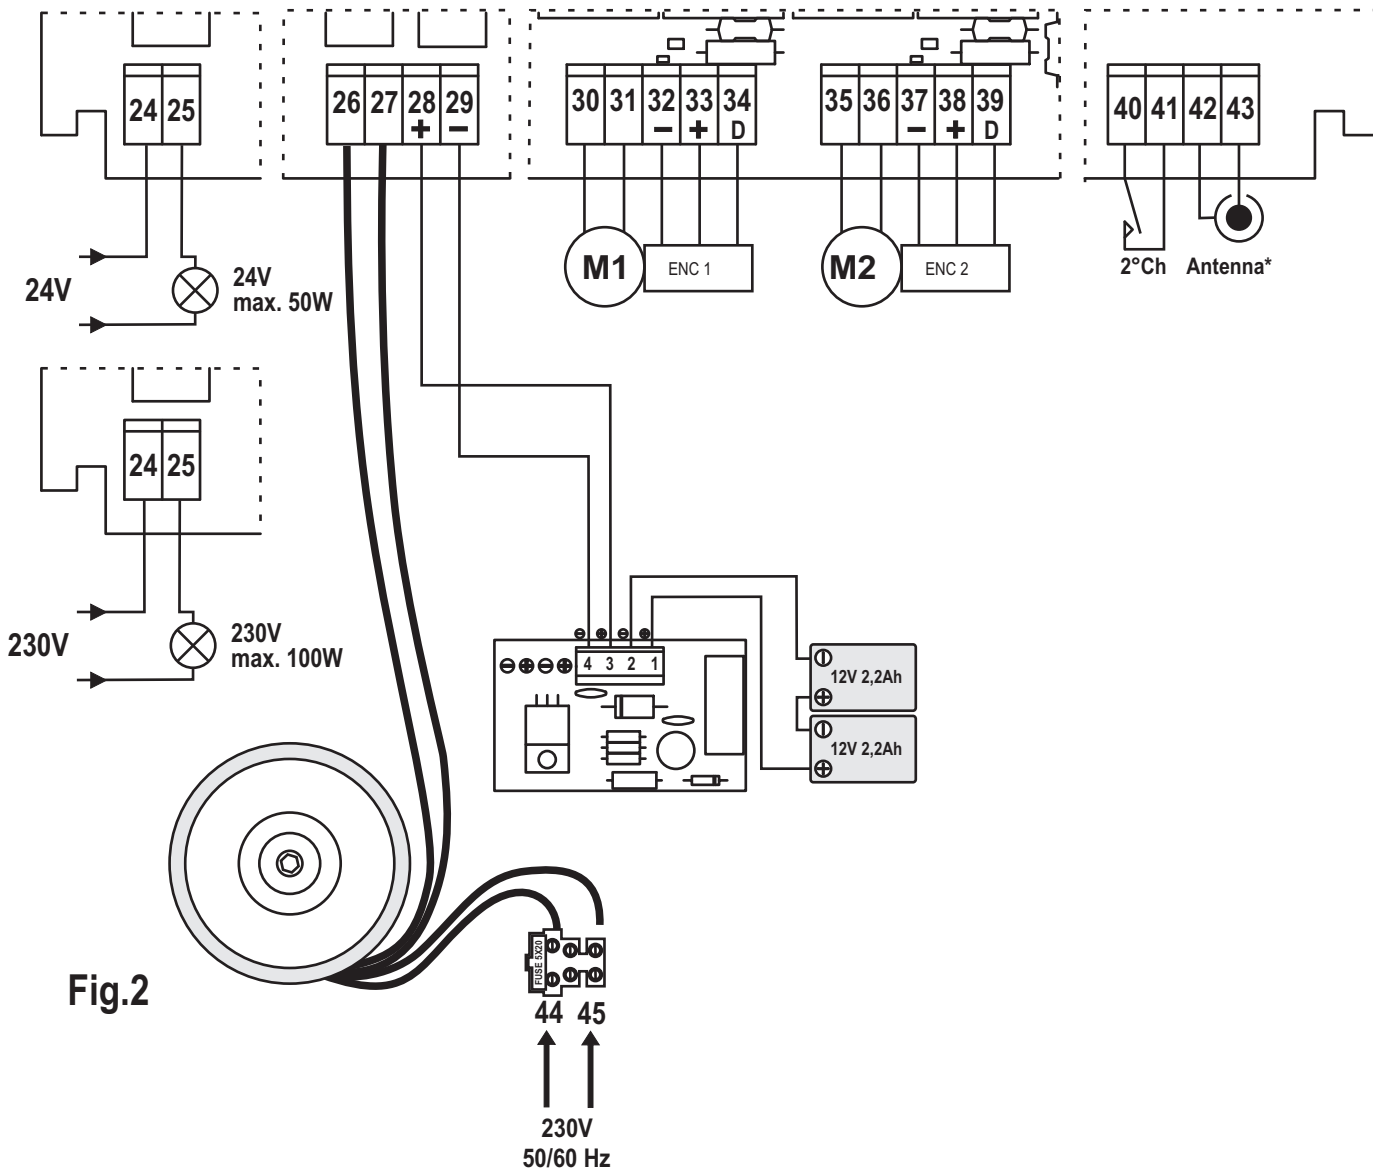 24 25
26 27 28 29
+ −
30 31 32 33 34
− + D
35 36 37 38 39
− + D
40 41 42 43
24V
24V
max. 50W
M1
ENC 1
M2
ENC 2
2°Ch
Antenna*
24 25
230V
230V
max. 100W
4 3 2 1
12V 2,2Ah
12V 2,2Ah
FUSE 5X20
Fig.2
44 45
230V
50/60 Hz